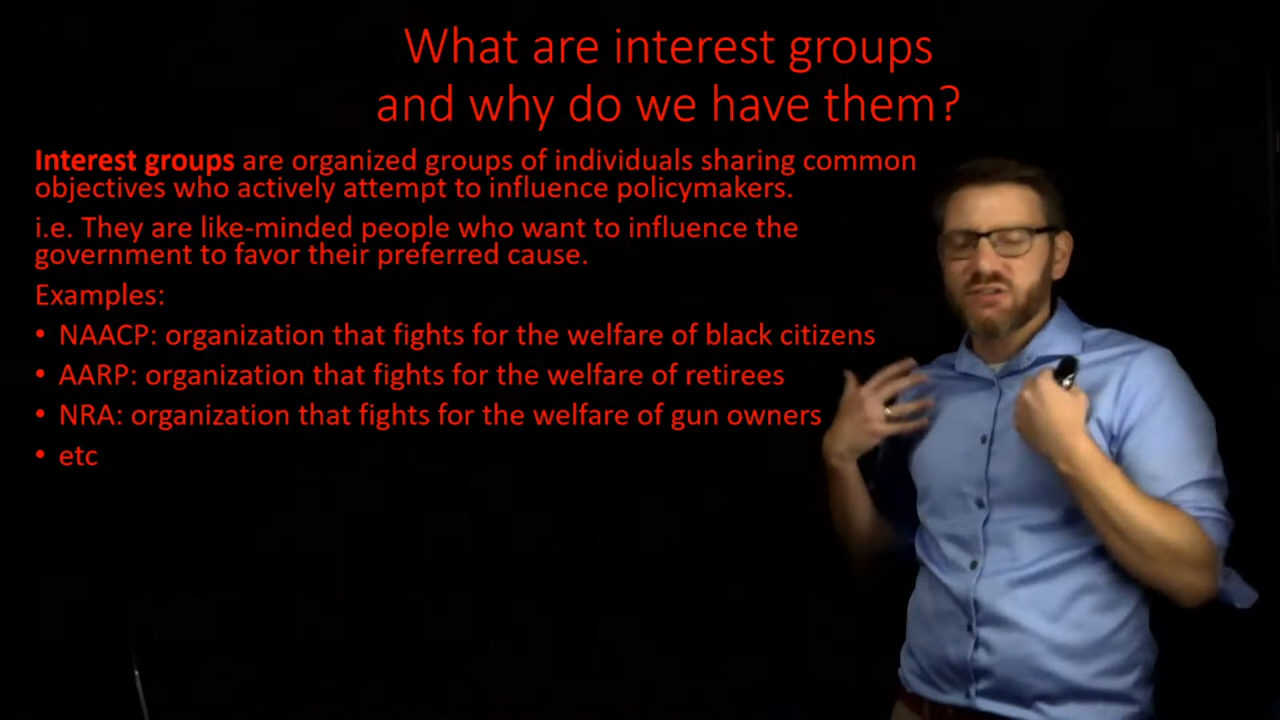 What are interest groups
and why do we have them?
Interest groups are organized groups of individuals sharing common
objectives who actively attempt to influence policymakers.
i.e. They are like-minded people who want to influence the
government to favor their preferred cause.
Examples:
• NAACP: organization that fights for the welfare of black citizens
• AARP: organization that fights for the welfare of retirees
• NRA: organization that fights for the welfare of gun owners
• etc